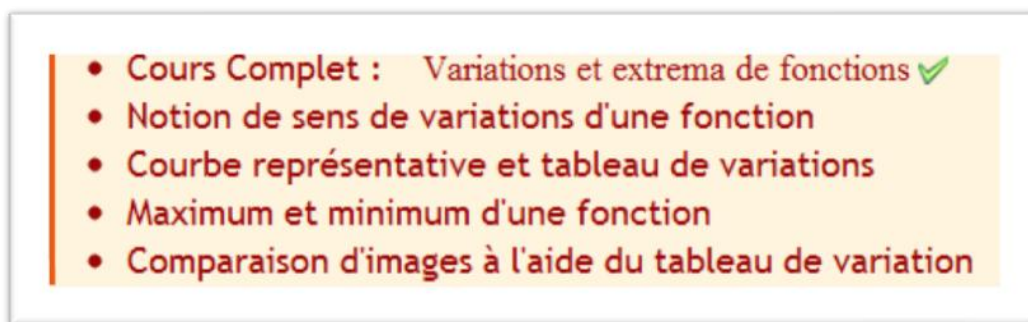 • Cours Complet : Variations et extrema de fonctions
• Notion de sens de variations d'une fonction
• Courbe représentative et tableau de variations
• Maximum et minimum d'une fonction
• Comparaison d'images à l'aide du tableau de variation